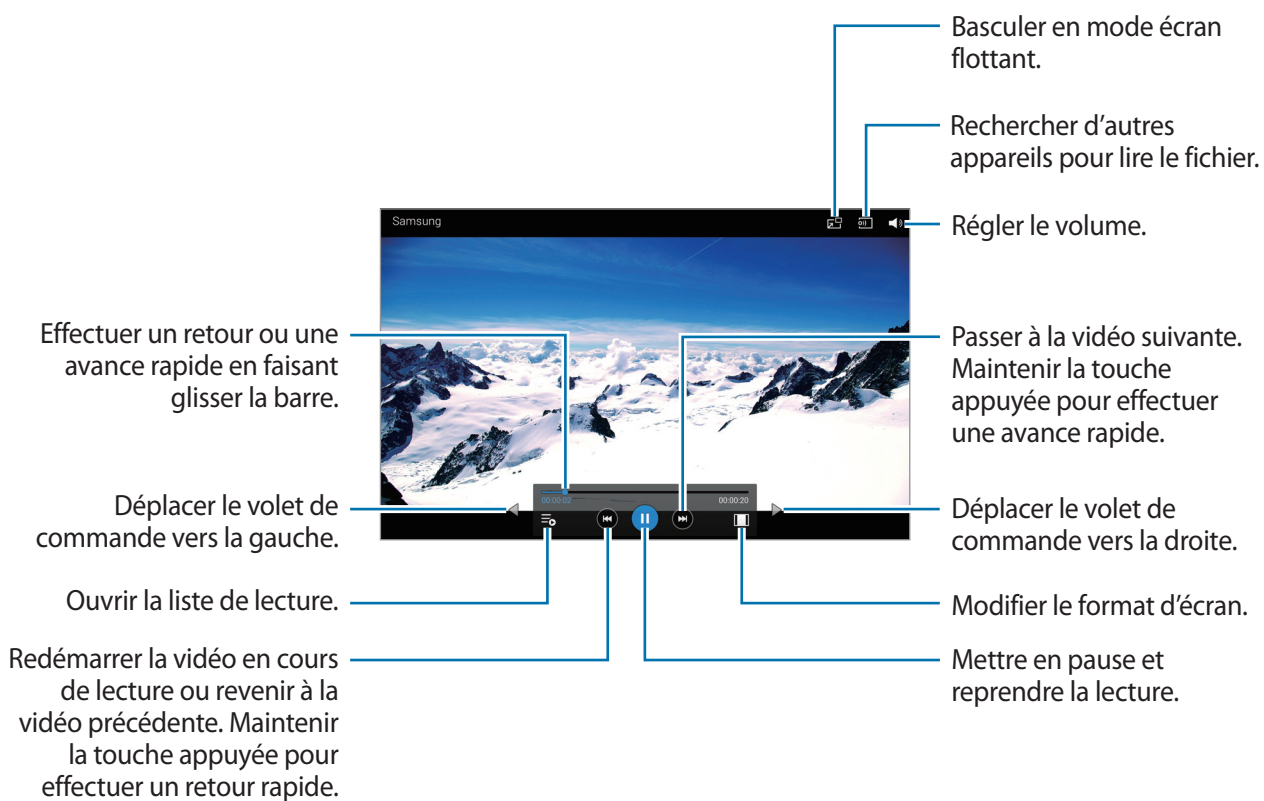 Basculer en mode écran
flottant.
Rechercher d'autres
appareils pour lire le fichier.
Samsung
Régler le volume.
Effectuer un retour ou une
avance rapide en faisant
glisser la barre.
Passer à la vidéo suivante.
Maintenir la touche
appuyée pour effectuer
une avance rapide.
00:00:02
00:00:20
Déplacer le volet de
commande vers la gauche.
Déplacer le volet de
commande vers la droite.
Ouvrir la liste de lecture.
Modifier le format d'écran.
Redémarrer la vidéo en cours
de lecture ou revenir à la
vidéo précédente. Maintenir
la touche appuyée pour
effectuer un retour rapide.
Mettre en pause et
reprendre la lecture.